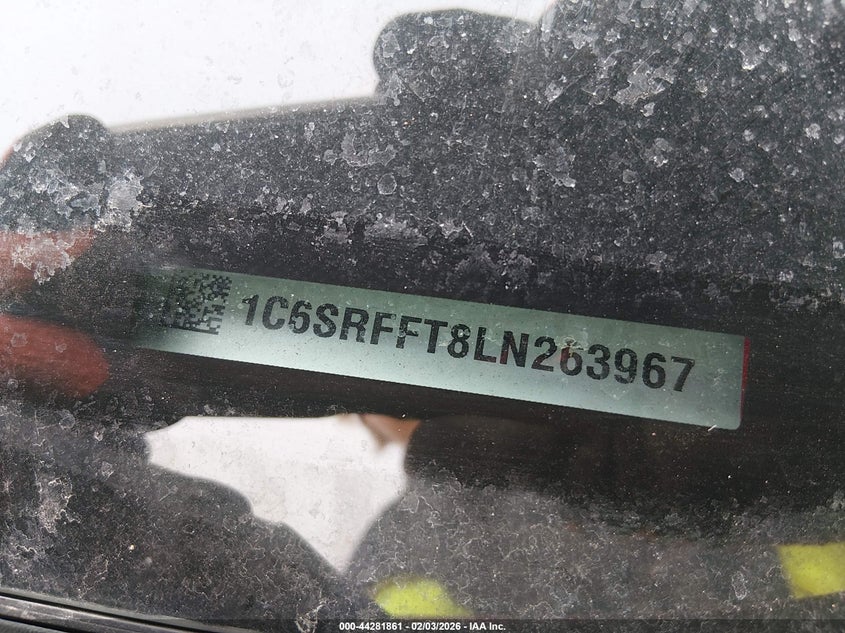 1C6SRFFT8LN263967
000-44281861 - 02/03/2026 - IAA Inc.